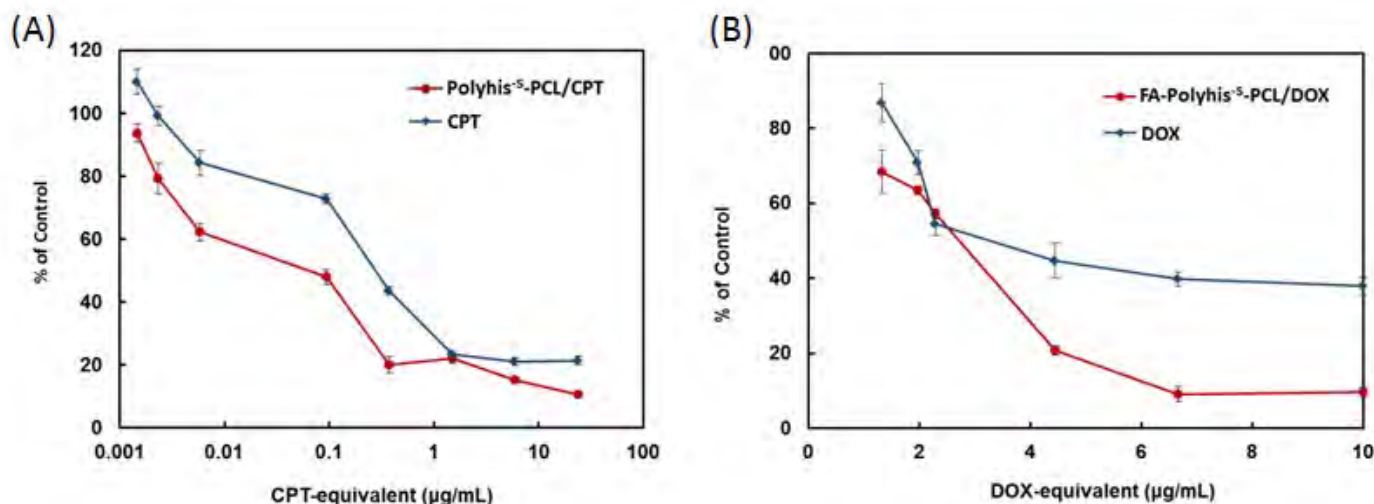 (A)
120
100
80
60
40
20
0
% of Control
Polyhis⁻ˢ-PCL/CPT
CPT
0.001
0.01
0.1
1
10
100
CPT-equivalent (µg/mL)
(B)
00
80
60
40
20
0
% of Control
FA-Polyhis⁻ˢ-PCL/DOX
DOX
0
2
4
6
8
10
DOX-equivalent (µg/mL)